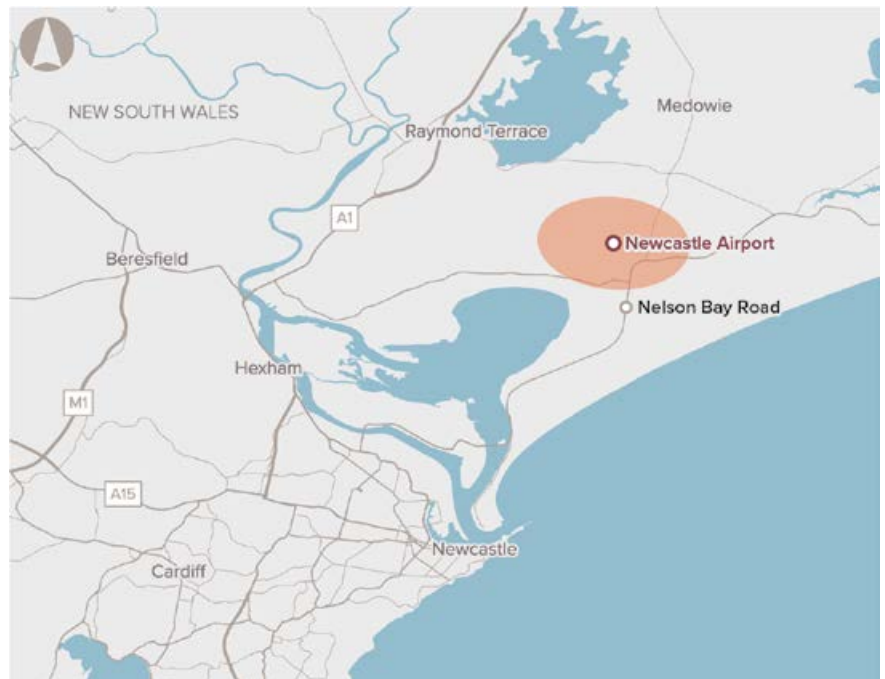 NEW SOUTH WALES
Medowie
Raymond Terrace
A1
Newcastle Airport
Beresfield
Nelson Bay Road
Hexham
M1
A15
Newcastle
Cardiff